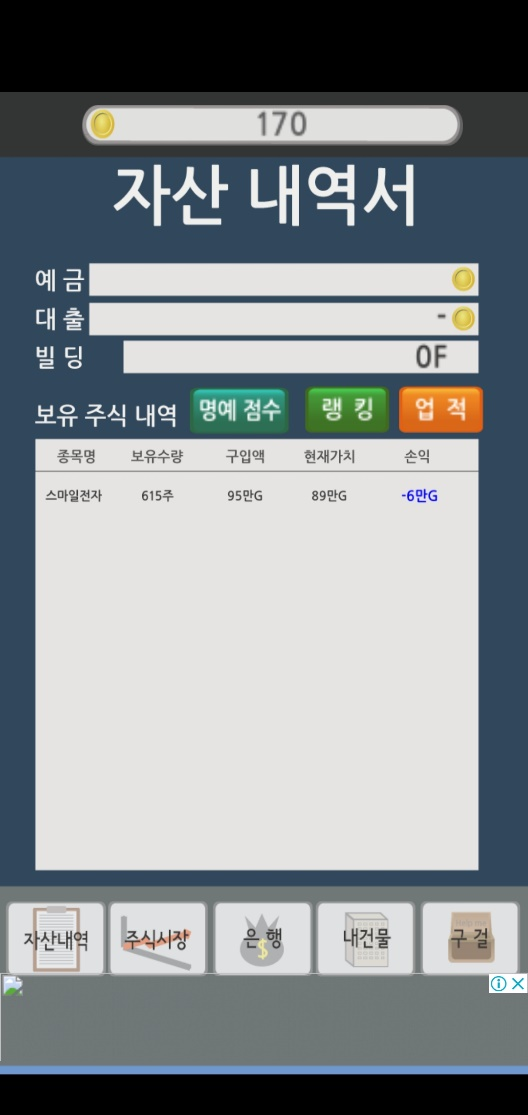 170
자산 내역서
예 금
대 출 -
빌 딩 0F
보유 주식 내역 명예 점수 랭 킹 업 적
종목명 보유수량 구입액 현재가치 손익
스마일전자 615주 95만G 89만G -6만G
자산내역 주식시장 은 행 내건물 구 걸